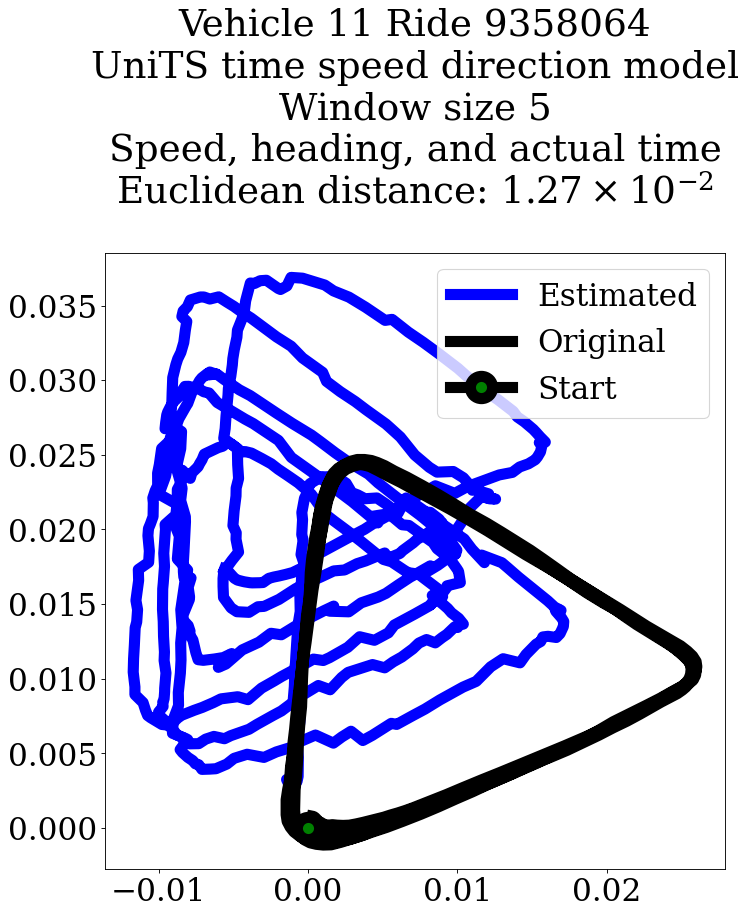 Vehicle 11 Ride 9358064
UniTS time speed direction model
Window size 5
Speed, heading, and actual time
Euclidean distance: 1.27 × 10⁻²
Estimated
Original
Start
0.035
0.030
0.025
0.020
0.015
0.010
0.005
0.000
−0.01 0.00 0.01 0.02